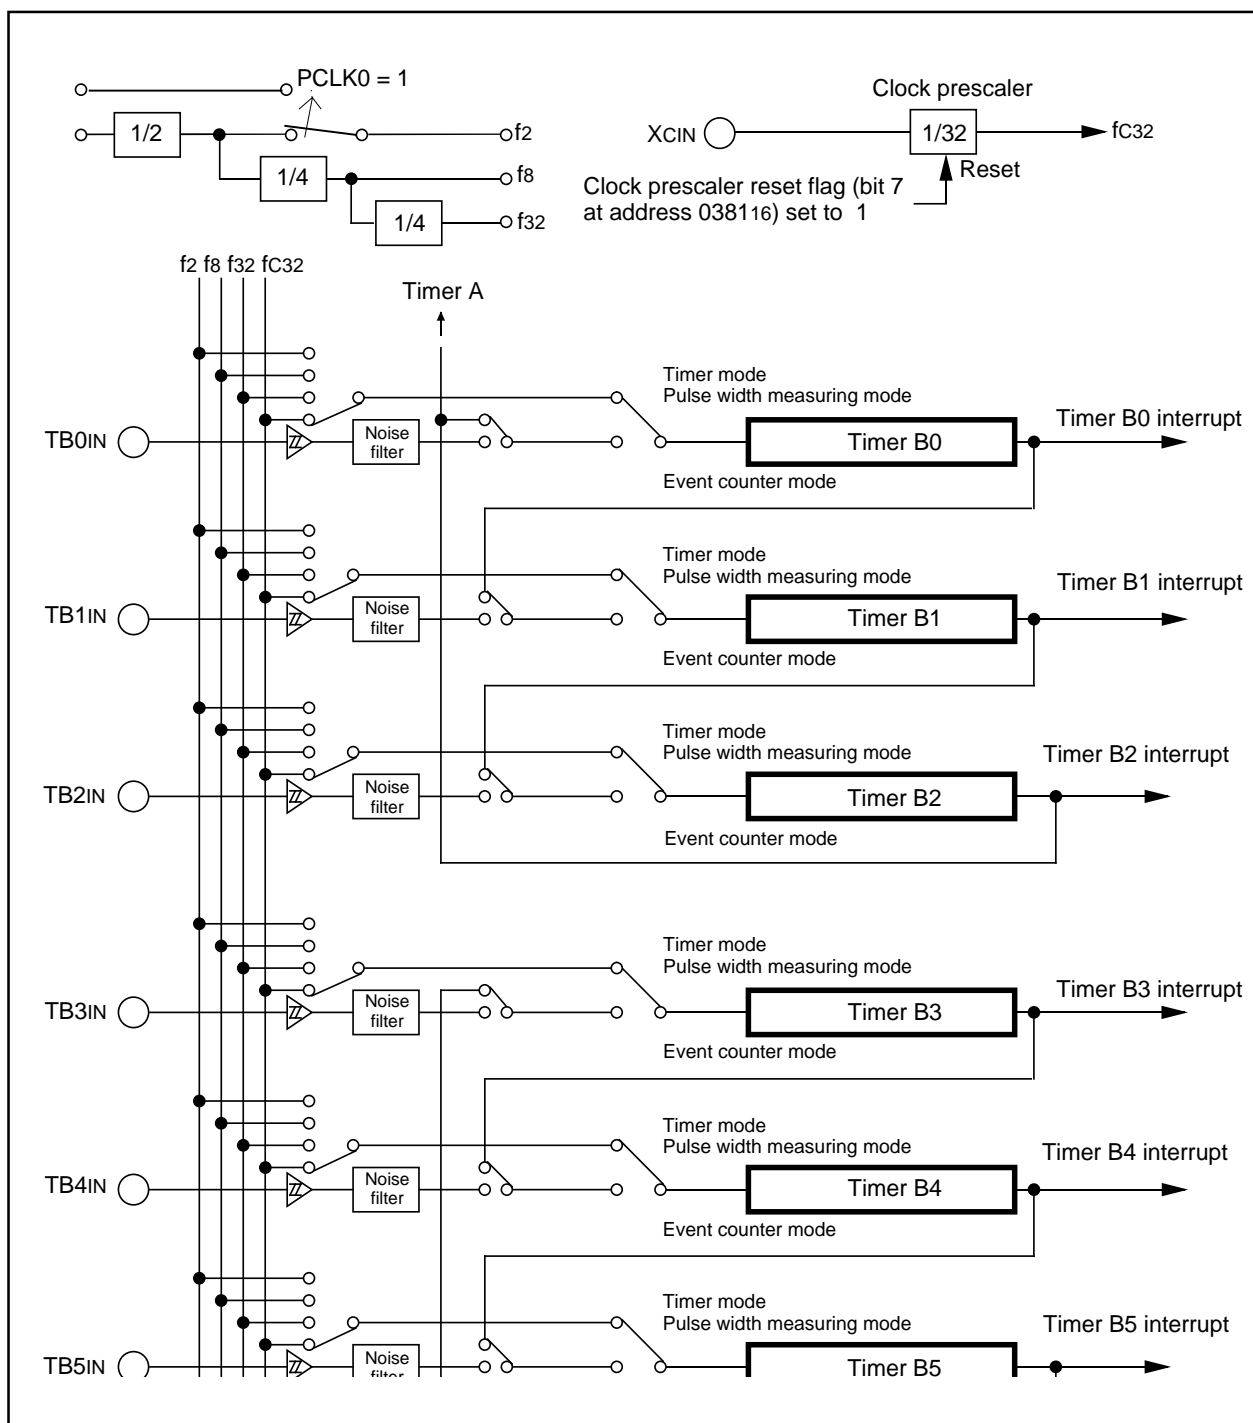 PCLK0 = 1
1/2
f2
1/4
f8
1/4
f32
Clock prescaler
XCIN
1/32
fC32
Reset
Clock prescaler reset flag (bit 7
at address 038116) set to 1
f2 f8 f32 fC32
Timer A
Timer mode
Pulse width measuring mode
TB0IN
Noise
filter
Timer B0
Timer B0 interrupt
Event counter mode
Timer mode
Pulse width measuring mode
TB1IN
Noise
filter
Timer B1
Timer B1 interrupt
Event counter mode
Timer mode
Pulse width measuring mode
TB2IN
Noise
filter
Timer B2
Timer B2 interrupt
Event counter mode
Timer mode
Pulse width measuring mode
TB3IN
Noise
filter
Timer B3
Timer B3 interrupt
Event counter mode
Timer mode
Pulse width measuring mode
TB4IN
Noise
filter
Timer B4
Timer B4 interrupt
Event counter mode
Timer mode
Pulse width measuring mode
TB5IN
Noise
filter
Timer B5
Timer B5 interrupt